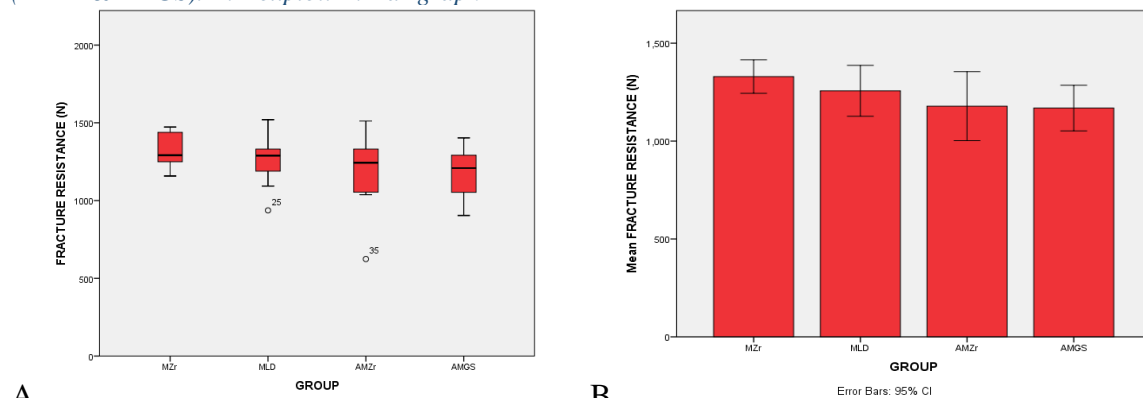 2000
1500
1000
500
0
FRACTURE RESISTANCE (N)
25
35
MZr
MLD
AMZr
AMGS
GROUP
A
1,500
1,000
500
0
Mean FRACTURE RESISTANCE (N)
MZr
MLD
AMZr
AMGS
GROUP
Error Bars: 95% CI
B